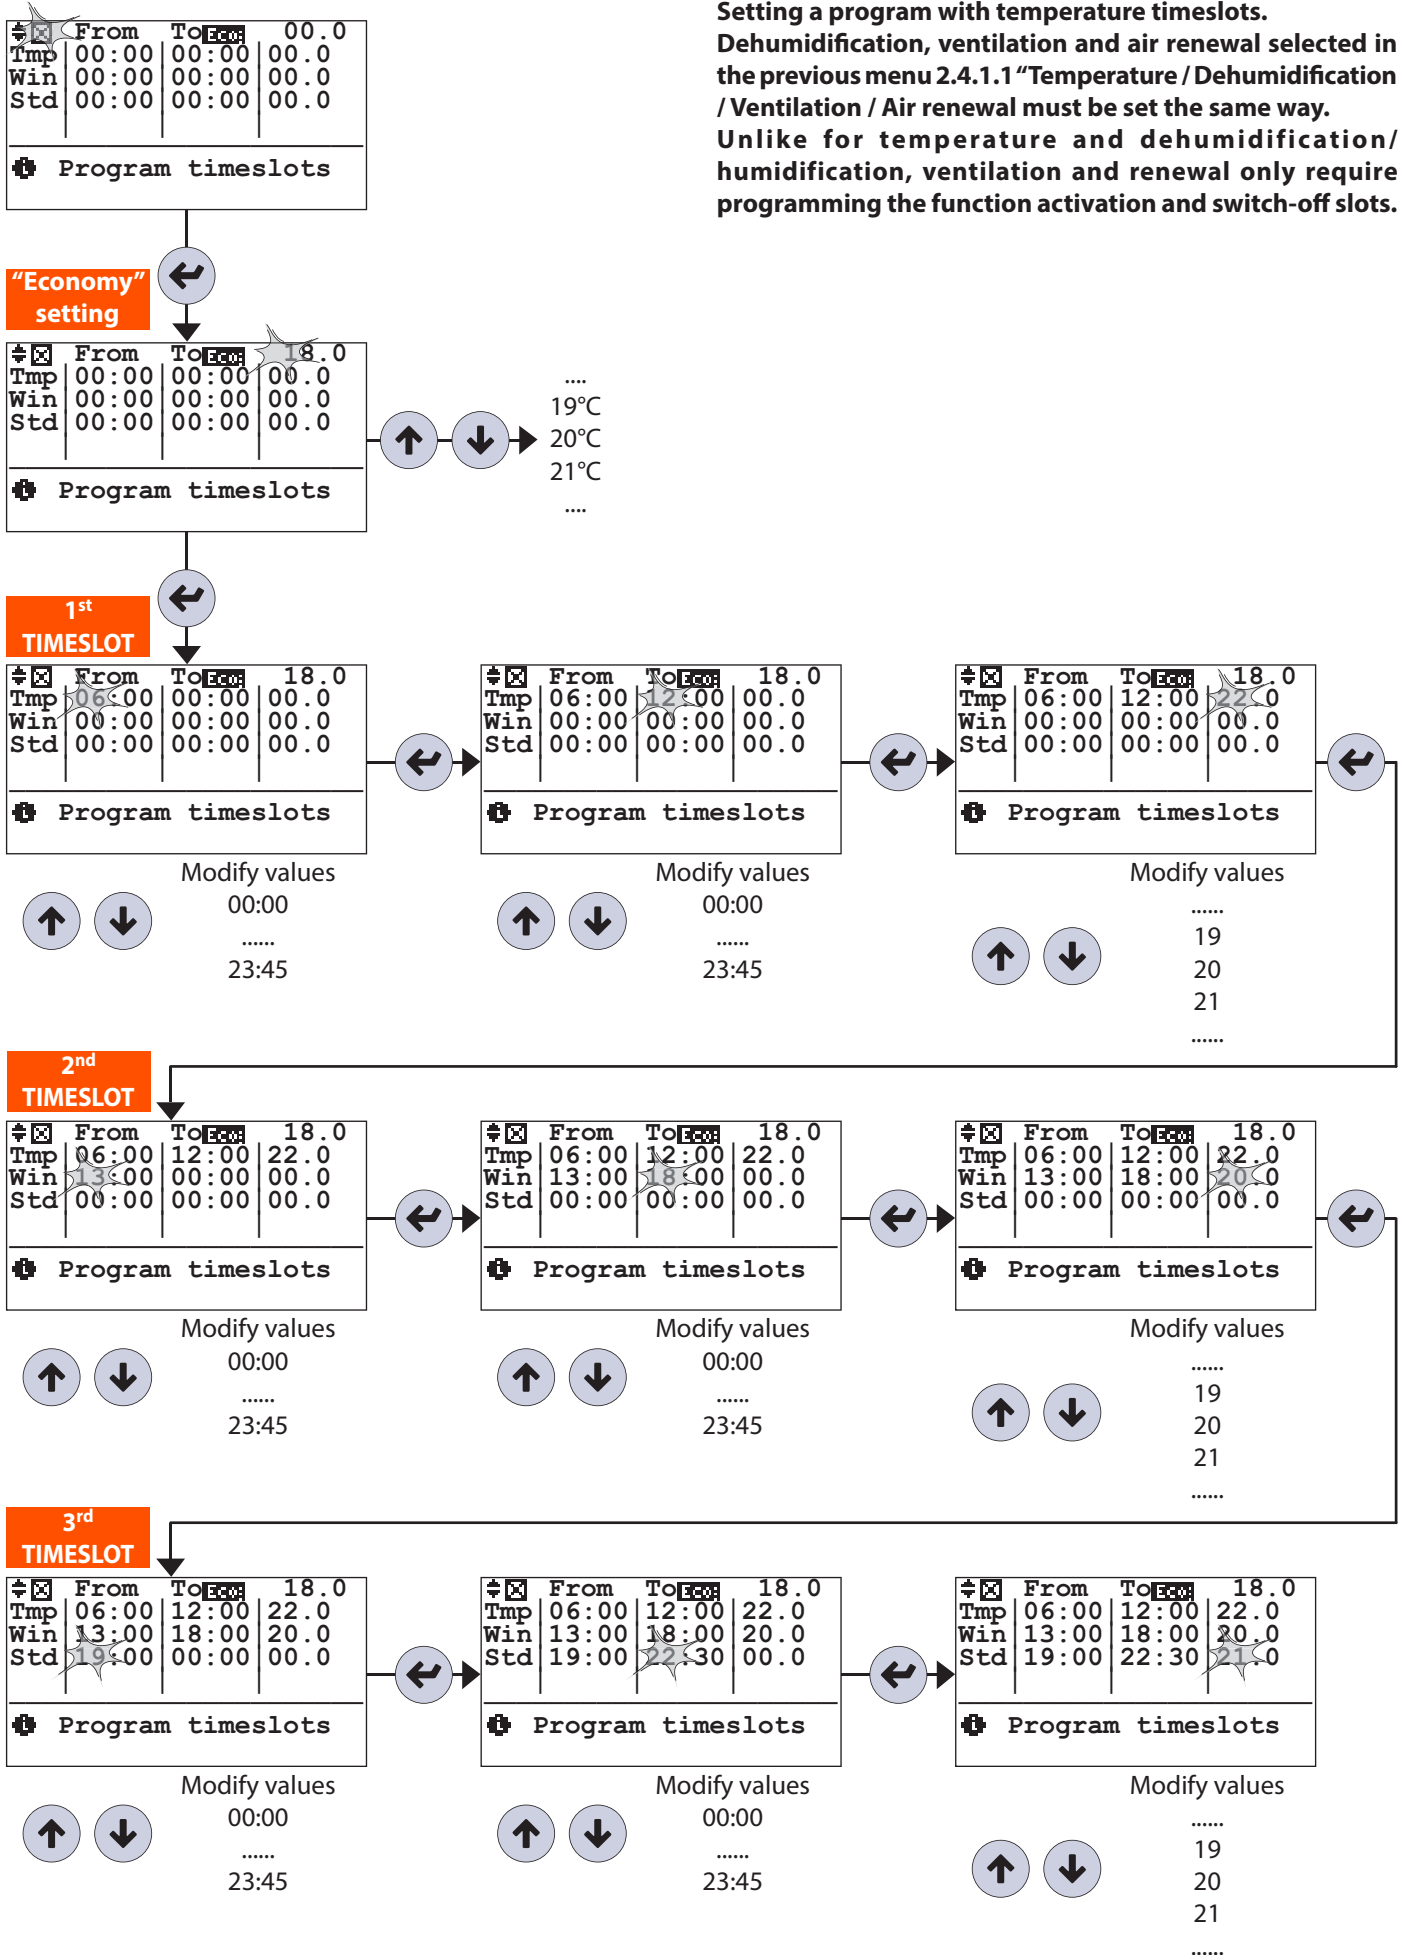 Setting a program with temperature timeslots.
Dehumidification, ventilation and air renewal selected in
the previous menu 2.4.1.1 “Temperature / Dehumidification
/ Ventilation / Air renewal must be set the same way.
Unlike for temperature and dehumidification/
humidification, ventilation and renewal only require
programming the function activation and switch-off slots.
From To Eco: 00.0
Tmp 00:00 00:00 00.0
Win 00:00 00:00 00.0
Std 00:00 00:00 00.0
Program timeslots
“Economy”
setting
From To Eco: 18.0
Tmp 00:00 00:00 00.0
Win 00:00 00:00 00.0
Std 00:00 00:00 00.0
Program timeslots
....
19°C
20°C
21°C
....
1st
TIMESLOT
From To Eco: 18.0
Tmp 06:00 00:00 00.0
Win 00:00 00:00 00.0
Std 00:00 00:00 00.0
Program timeslots
Modify values
00:00
......
23:45
From To Eco: 18.0
Tmp 06:00 12:00 00.0
Win 00:00 00:00 00.0
Std 00:00 00:00 00.0
Program timeslots
Modify values
00:00
......
23:45
From To Eco: 18.0
Tmp 06:00 12:00 22.0
Win 00:00 00:00 00.0
Std 00:00 00:00 00.0
Program timeslots
Modify values
......
19
20
21
......
2nd
TIMESLOT
From To Eco: 18.0
Tmp 06:00 12:00 22.0
Win 13:00 00:00 00.0
Std 00:00 00:00 00.0
Program timeslots
Modify values
00:00
......
23:45
From To Eco: 18.0
Tmp 06:00 12:00 22.0
Win 13:00 18:00 00.0
Std 00:00 00:00 00.0
Program timeslots
Modify values
00:00
......
23:45
From To Eco: 18.0
Tmp 06:00 12:00 22.0
Win 13:00 18:00 20.0
Std 00:00 00:00 00.0
Program timeslots
Modify values
......
19
20
21
......
3rd
TIMESLOT
From To Eco: 18.0
Tmp 06:00 12:00 22.0
Win 13:00 18:00 20.0
Std 19:00 00:00 00.0
Program timeslots
Modify values
00:00
......
23:45
From To Eco: 18.0
Tmp 06:00 12:00 22.0
Win 13:00 18:00 20.0
Std 19:00 22:30 00.0
Program timeslots
Modify values
00:00
......
23:45
From To Eco: 18.0
Tmp 06:00 12:00 22.0
Win 13:00 18:00 20.0
Std 19:00 22:30 21.0
Program timeslots
Modify values
......
19
20
21
......